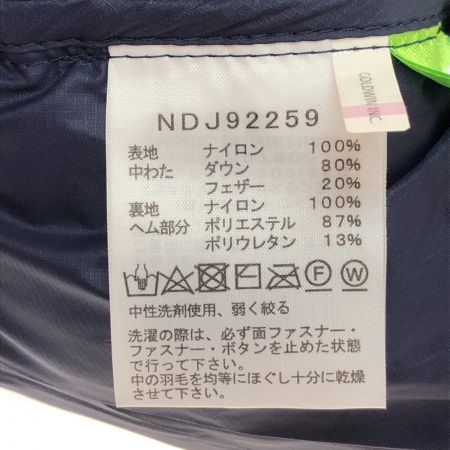 NDJ92259
GOLDWIN INC.
表地 ナイロン 100%
中わた ダウン 80%
フェザー 20%
裏地 ナイロン 100%
ヘム部分 ポリエステル 87%
ポリウレタン 13%
F W
中性洗剤使用、弱く絞る
洗濯の際は、必ず面ファスナー・
ファスナー・ボタンを止めた状態
で行って下さい。
中の羽毛を均等にほぐし十分に乾燥
させて下さい。